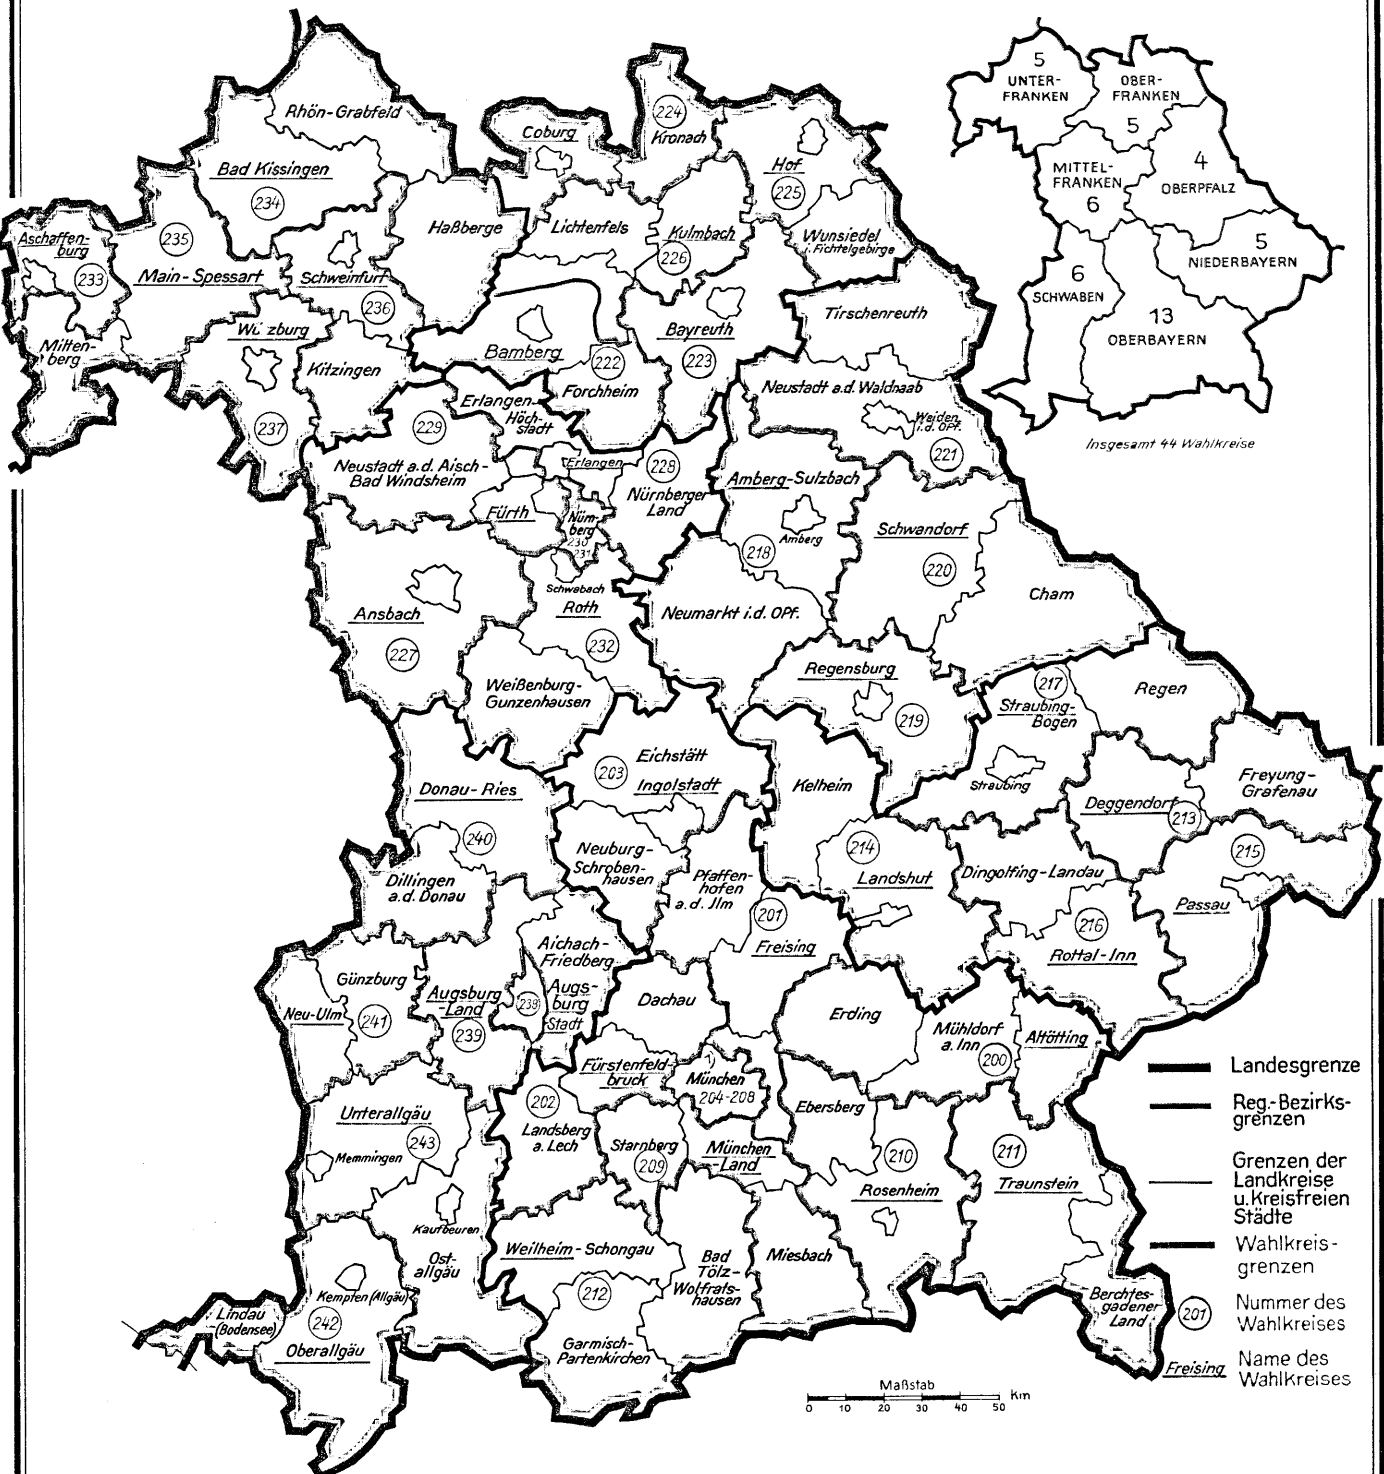 Rhön-Grabfeld
Bad Kissingen
234
Coburg
224
Kronach
Hof
225
Aschaffen-
burg
233
235
Main-Spessart
Schweinfurt
236
Haßberge
Lichtenfels
Kulmbach
226
Wunsiedel
i. Fichtelgebirge
Milten-
berg
Würzburg
237
Kitzingen
Bamberg
222
Forchheim
Bayreuth
223
Tirschenreuth
Neustadt a.d. Waldnaab
Weiden
i.d. OPf.
221
229
Erlangen-
Höch-
stadt
Neustadt a.d. Aisch-
Bad Windsheim
Erlangen
228
Nürnberger
Land
Fürth
Nürn-
berg
230
231
Amberg-Sulzbach
Amberg
218
Schwandorf
220
Cham
Ansbach
227
Schwabach
Roth
232
Neumarkt i.d. OPf.
Weißenburg-
Gunzenhausen
Regensburg
219
217
Straubing-
Bogen
Straubing
Regen
Eichstätt
203
Ingolstadt
Kelheim
Deggendorf
213
Freyung-
Grafenau
Donau-Ries
240
Dillingen
a.d. Donau
Neuburg-
Schroben-
hausen
Pfaffen-
hofen
a.d. Jlm
214
Landshut
Dingolfing-Landau
215
Passau
216
Rottal-Inn
201
Freising
Aichach-
Friedberg
Günzburg
Neu-Ulm
241
Augsburg
-Land
239
238
Augs-
burg
Stadt
Dachau
Erding
Mühldorf
a. Inn
200
Altötting
Fürstenfeld-
bruck
1)
München
204-208
Ebersberg
202
Landsberg
a. Lech
Starnberg
209
München
-Land
210
Rosenheim
211
Traunstein
Unterallgäu
243
Memmingen
Kaufbeuren
Ost-
allgäu
Weilheim-Schongau
Bad
Tölz-
Wolfrats-
hausen
Miesbach
212
Garmisch-
Partenkirchen
Kempten (Allgäu)
242
Oberallgäu
Lindau
(Bodensee)
Berchtes-
gadener
Land
5
UNTER-
FRANKEN
OBER-
FRANKEN
5
MITTEL-
FRANKEN
6
4
OBERPFALZ
5
NIEDERBAYERN
6
SCHWABEN
13
OBERBAYERN
Insgesamt 44 Wahlkreise
Landesgrenze
Reg.-Bezirks-
grenzen
Grenzen der
Landkreise
u. Kreisfreien
Städte
Wahlkreis-
grenzen
201
Nummer des
Wahlkreises
Freising
Name des
Wahlkreises
Maßstab
Km
0 10 20 30 40 50